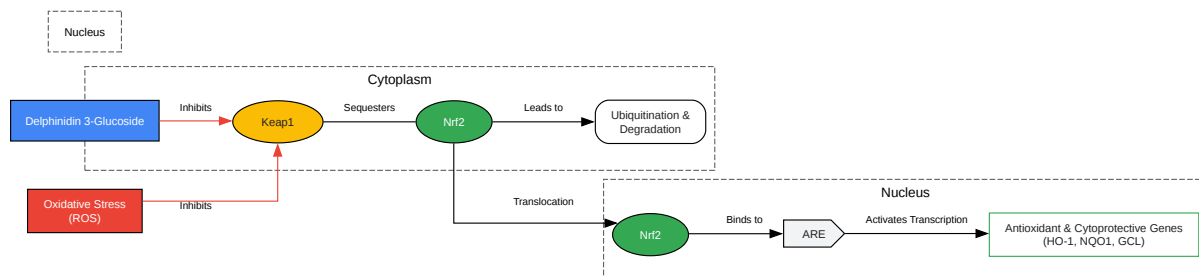 Nucleus
Cytoplasm
Delphinidin 3-Glucoside
Inhibits
Keap1
Sequesters
Nrf2
Leads to
Ubiquitination &
Degradation
Oxidative Stress
(ROS)
Inhibits
Translocation
Nucleus
Nrf2
Binds to
ARE
Activates Transcription
Antioxidant & Cytoprotective Genes
(HO-1, NQO1, GCL)